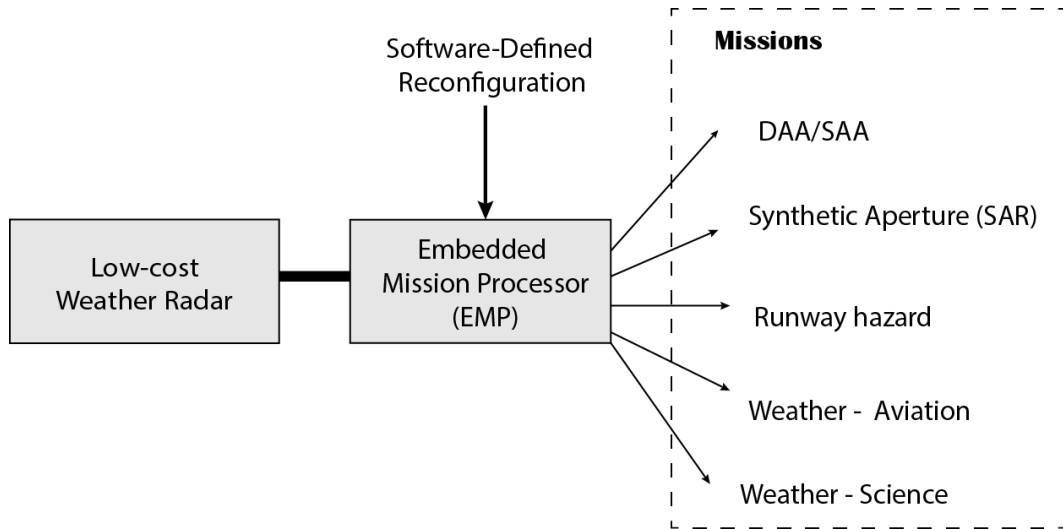 Software-Defined
Reconfiguration
Missions
DAA/SAA
Synthetic Aperture (SAR)
Low-cost
Weather Radar
Embedded
Mission Processor
(EMP)
Runway hazard
Weather - Aviation
Weather - Science